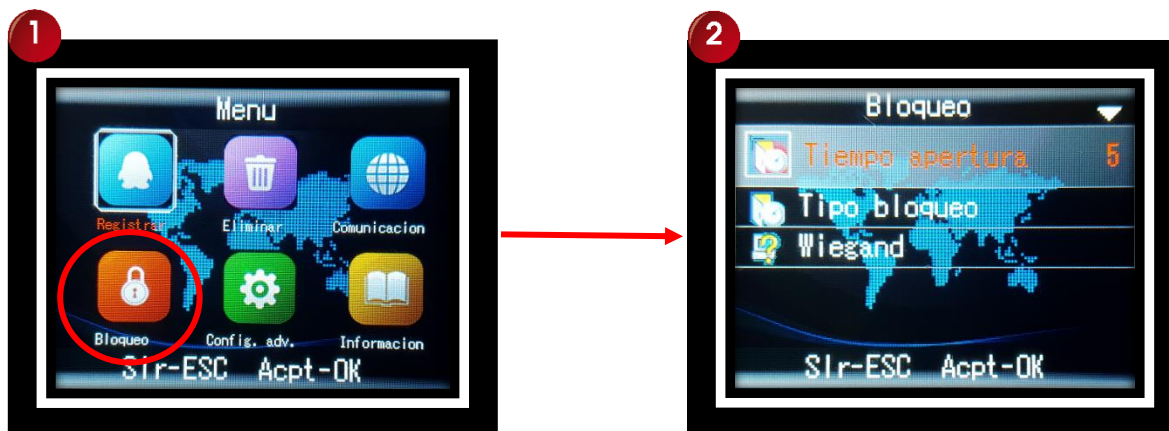 1
Menu
Registrar Eliminar Comunicacion
Bloqueo Config. adv. Informacion
Slr-ESC Acpt-OK
2
Bloqueo
Tiempo apertura 5
Tipo bloqueo
Wiegand
Slr-ESC Acpt-OK